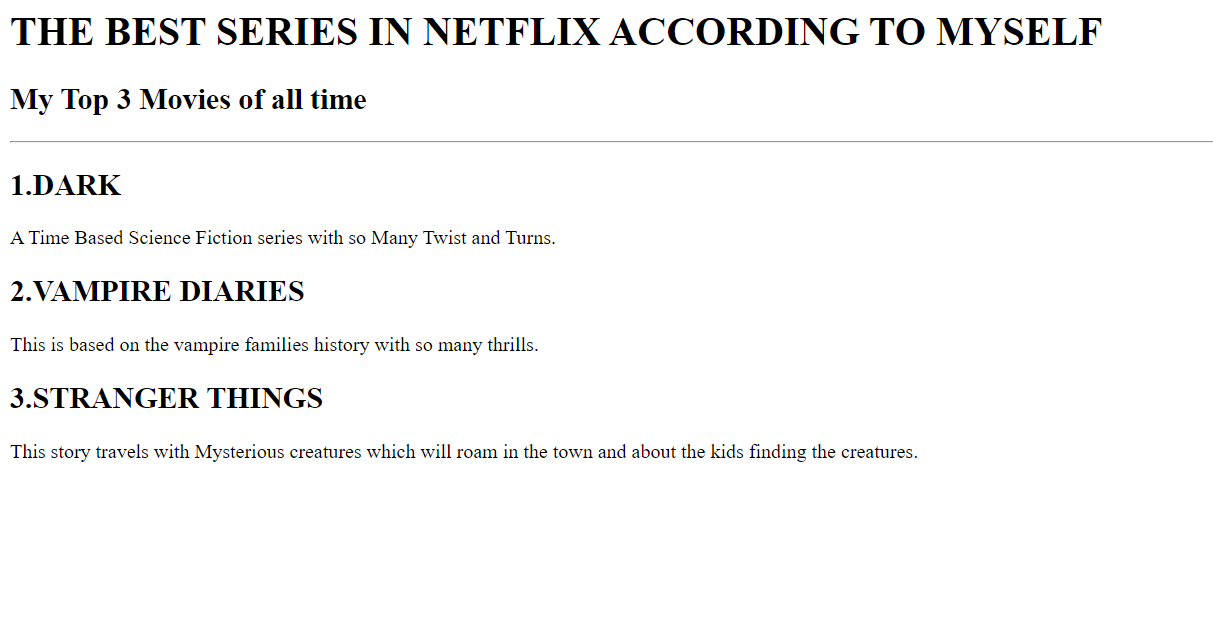 THE BEST SERIES IN NETFLIX ACCORDING TO MYSELF
My Top 3 Movies of all time
1.DARK
A Time Based Science Fiction series with so Many Twist and Turns.
2.VAMPIRE DIARIES
This is based on the vampire families history with so many thrills.
3.STRANGER THINGS
This story travels with Mysterious creatures which will roam in the town and about the kids finding the creatures.